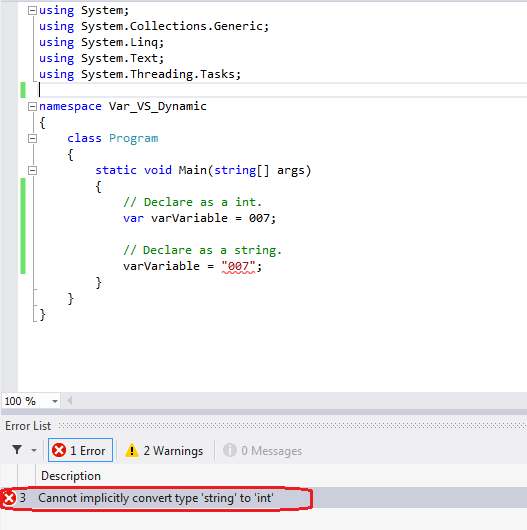 using System;
using System.Collections.Generic;
using System.Linq;
using System.Text;
using System.Threading.Tasks;
namespace Var_VS_Dynamic
{
class Program
{
static void Main(string[] args)
{
// Declare as a int.
var varVariable = 007;
// Declare as a string.
varVariable = "007";
}
}
}
100 %
Error List
1 Error
2 Warnings
0 Messages
Description
3 Cannot implicitly convert type 'string' to 'int'